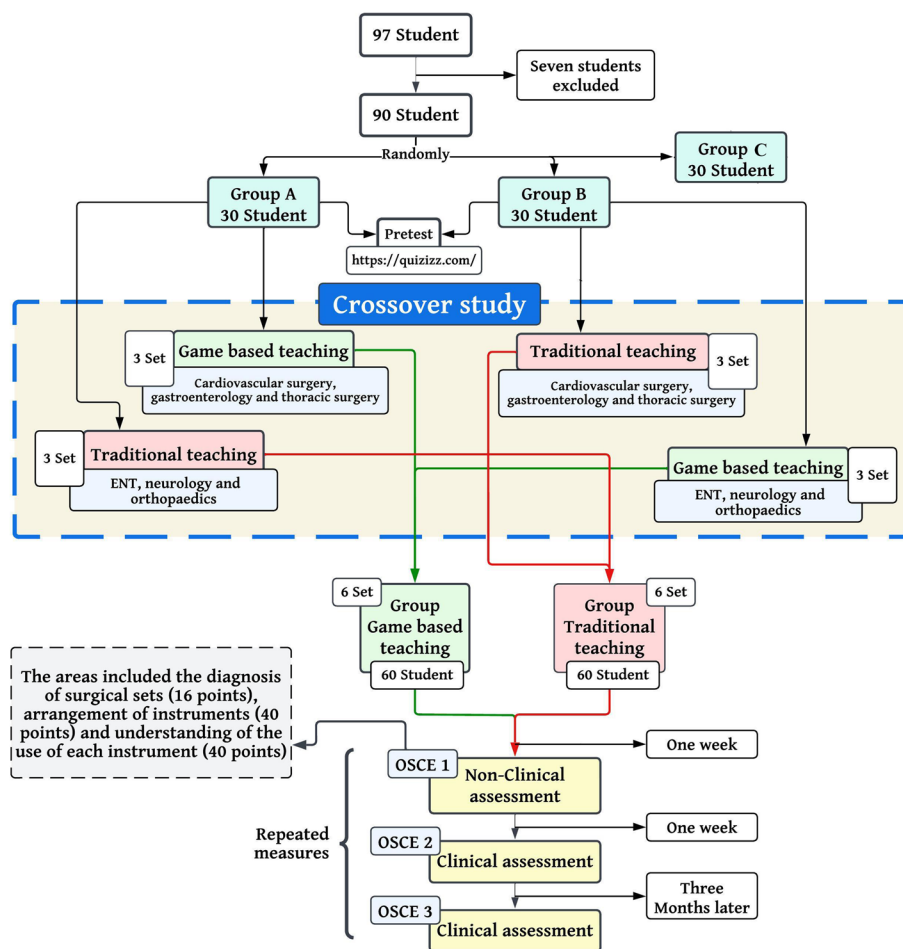 97 Student
Seven students
excluded
90 Student
Randomly
Group C
30 Student
Group A
30 Student
Group B
30 Student
Pretest
https://quizizz.com/
Crossover study
3 Set
Game based teaching
Cardiovascular surgery,
gastroenterology and thoracic surgery
Traditional teaching
3 Set
Cardiovascular surgery,
gastroenterology and thoracic surgery
3 Set
Traditional teaching
ENT, neurology and
orthopaedics
Game based teaching
3 Set
ENT, neurology and
orthopaedics
6 Set
Group
Game based
teaching
60 Student
6 Set
Group
Traditional
teaching
60 Student
The areas included the diagnosis
of surgical sets (16 points),
arrangement of instruments (40
points) and understanding of the
use of each instrument (40 points)
One week
OSCE 1
Non-Clinical
assessment
Repeated
measures
One week
OSCE 2
Clinical assessment
Three
Months later
OSCE 3
Clinical assessment